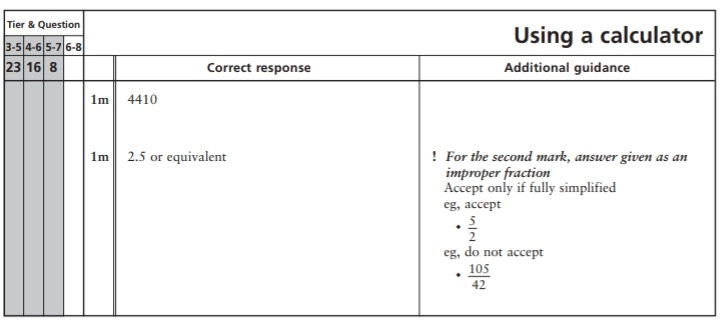 Tier & Question
Using a calculator
3-5 4-6 5-7 6-8
23 16 8
Correct response
Additional guidance
1m 4410
1m 2.5 or equivalent
! For the second mark, answer given as an
improper fraction
Accept only if fully simplified
eg, accept
• 5/2
eg, do not accept
• 105/42